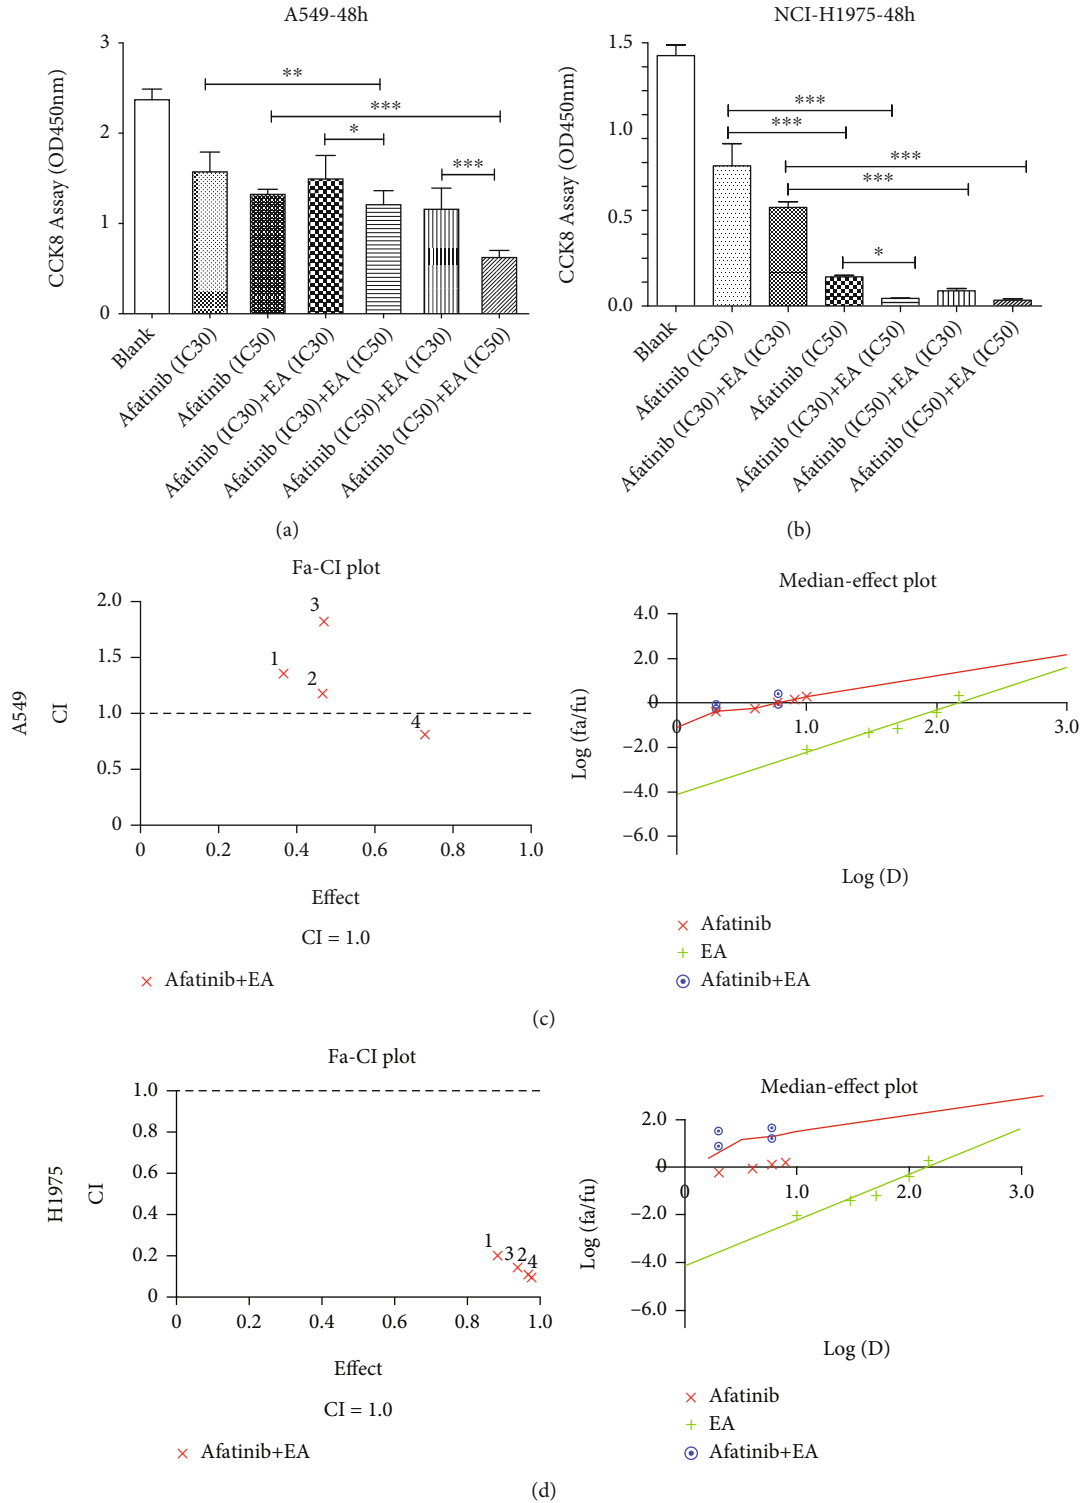 A549-48h
3
2
1
0
CCK8 Assay (OD450nm)
**
***
*
***
Blank
Afatinib (IC30)
Afatinib (IC50)
Afatinib (IC30)+EA (IC30)
Afatinib (IC30)+EA (IC50)
Afatinib (IC50)+EA (IC30)
Afatinib (IC50)+EA (IC50)
(a)
NCI-H1975-48h
1.5
1.0
0.5
0.0
CCK8 Assay (OD450nm)
***
***
***
***
*
Blank
Afatinib (IC30)
Afatinib (IC30)+EA (IC30)
Afatinib (IC50)
Afatinib (IC30)+EA (IC50)
Afatinib (IC50)+EA (IC30)
Afatinib (IC50)+EA (IC50)
(b)
A549
Fa-CI plot
CI
2.0
1.5
1.0
0.5
0
1
2
3
4
0 0.2 0.4 0.6 0.8 1.0
Effect
CI = 1.0
× Afatinib+EA
Median-effect plot
Log (fa/fu)
4.0
2.0
0
−2.0
−4.0
−6.0
0 1.0 2.0 3.0
Log (D)
× Afatinib
+ EA
Afatinib+EA
(c)
H1975
Fa-CI plot
CI
1.0
0.8
0.6
0.4
0.2
0
1
3
2
4
0 0.2 0.4 0.6 0.8 1.0
Effect
CI = 1.0
× Afatinib+EA
Median-effect plot
Log (fa/fu)
2.0
0
−2.0
−4.0
−6.0
0 1.0 2.0 3.0
Log (D)
× Afatinib
+ EA
Afatinib+EA
(d)